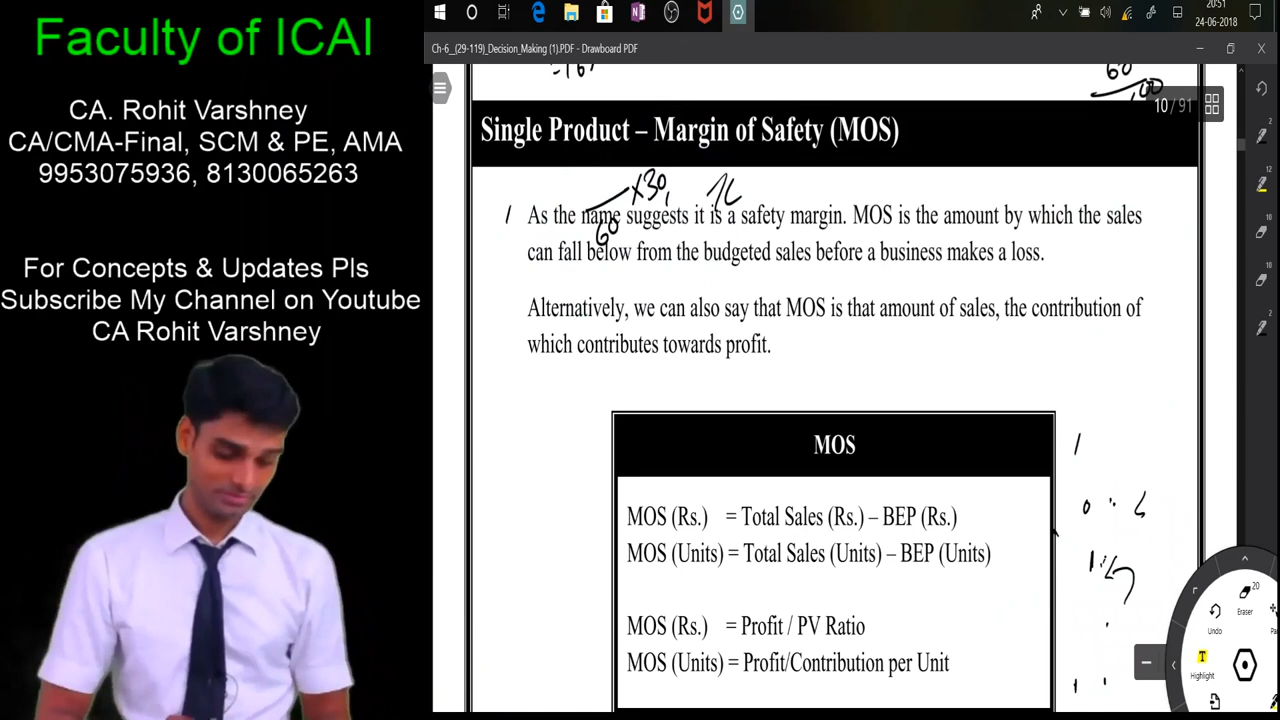 Faculty of ICAI
CA. Rohit Varshney
CA/CMA-Final, SCM & PE, AMA
9953075936, 8130065263
For Concepts & Updates Pls
Subscribe My Channel on Youtube
CA Rohit Varshney
20:51
24-06-2018
Ch-6__(29-119)_Decision_Making (1).PDF - Drawboard PDF
10 / 91
Single Product – Margin of Safety (MOS)
x30,
60
As the name suggests it is a safety margin. MOS is the amount by which the sales
can fall below from the budgeted sales before a business makes a loss.
Alternatively, we can also say that MOS is that amount of sales, the contribution of
which contributes towards profit.
MOS
MOS (Rs.) = Total Sales (Rs.) – BEP (Rs.)
MOS (Units) = Total Sales (Units) – BEP (Units)
MOS (Rs.) = Profit / PV Ratio
MOS (Units) = Profit/Contribution per Unit
20
Eraser
Undo
T
Highlight